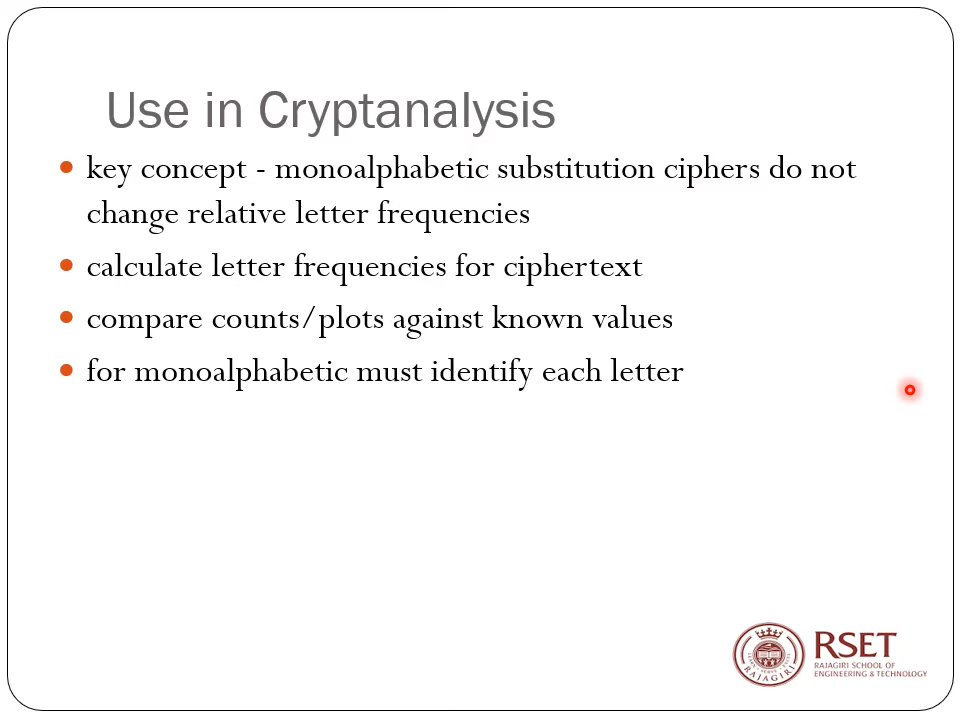 Use in Cryptanalysis
key concept - monoalphabetic substitution ciphers do not
change relative letter frequencies
calculate letter frequencies for ciphertext
compare counts/plots against known values
for monoalphabetic must identify each letter
RSET
RAJAGIRI SCHOOL OF
ENGINEERING & TECHNOLOGY
RAJAGIRI